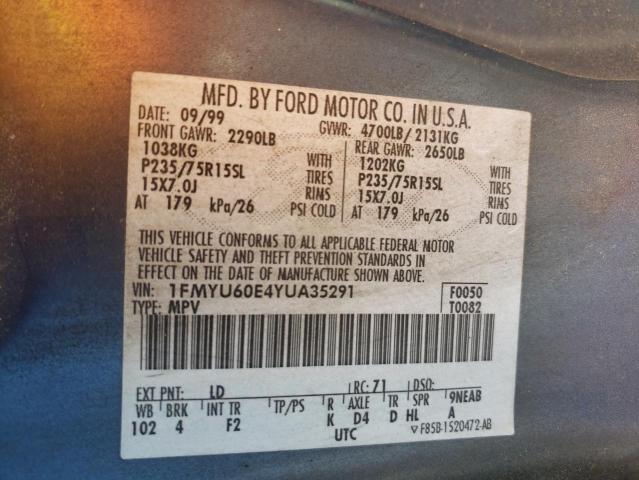 MFD. BY FORD MOTOR CO. IN U.S.A.
DATE: 09/99 GVWR: 4700LB/ 2131KG
FRONT GAWR: 2290LB REAR GAWR: 2650LB
1038KG WITH 1202KG WITH
P235/75R15SL TIRES P235/75R15SL TIRES
15X7.0J RIMS 15X7.0J RIMS
AT 179 kPa/26 PSI COLD AT 179 kPa/26 PSI COLD
THIS VEHICLE CONFORMS TO ALL APPLICABLE FEDERAL MOTOR
VEHICLE SAFETY AND THEFT PREVENTION STANDARDS IN
EFFECT ON THE DATE OF MANUFACTURE SHOWN ABOVE.
VIN: 1FMYU60E4YUA35291 F0050
TYPE: MPV T0082
EXT PNT: LD RC: 71 DSO:
WB BRK INT TR TP/PS R AXLE TR SPR 9NEAB
102 4 F2 K D4 D HL A
UTC ▽ F85B-1520472-AB